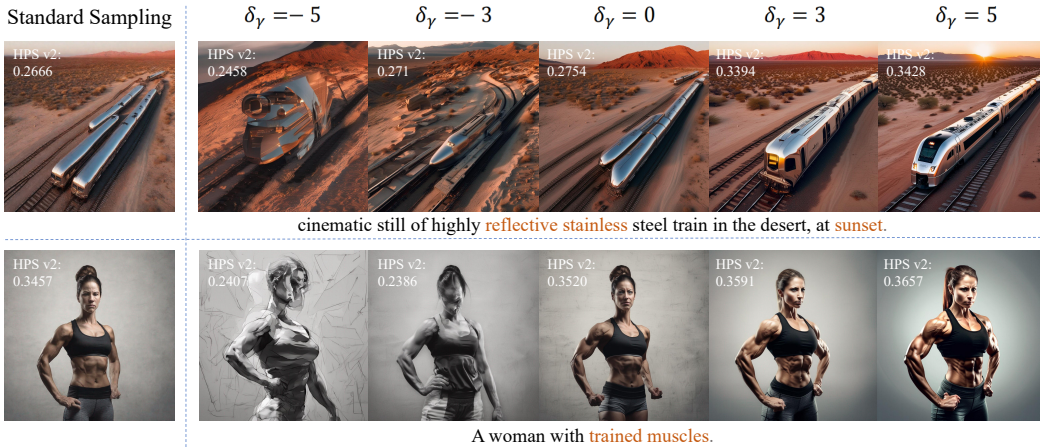 Standard Sampling
δγ = − 5
δγ = − 3
δγ = 0
δγ = 3
δγ = 5
HPS v2:
0.2666
HPS v2:
0.2458
HPS v2:
0.271
HPS v2:
0.2754
HPS v2:
0.3394
HPS v2:
0.3428
cinematic still of highly reflective stainless steel train in the desert, at sunset.
HPS v2:
0.3457
HPS v2:
0.2407
HPS v2:
0.2386
HPS v2:
0.3520
HPS v2:
0.3591
HPS v2:
0.3657
A woman with trained muscles.